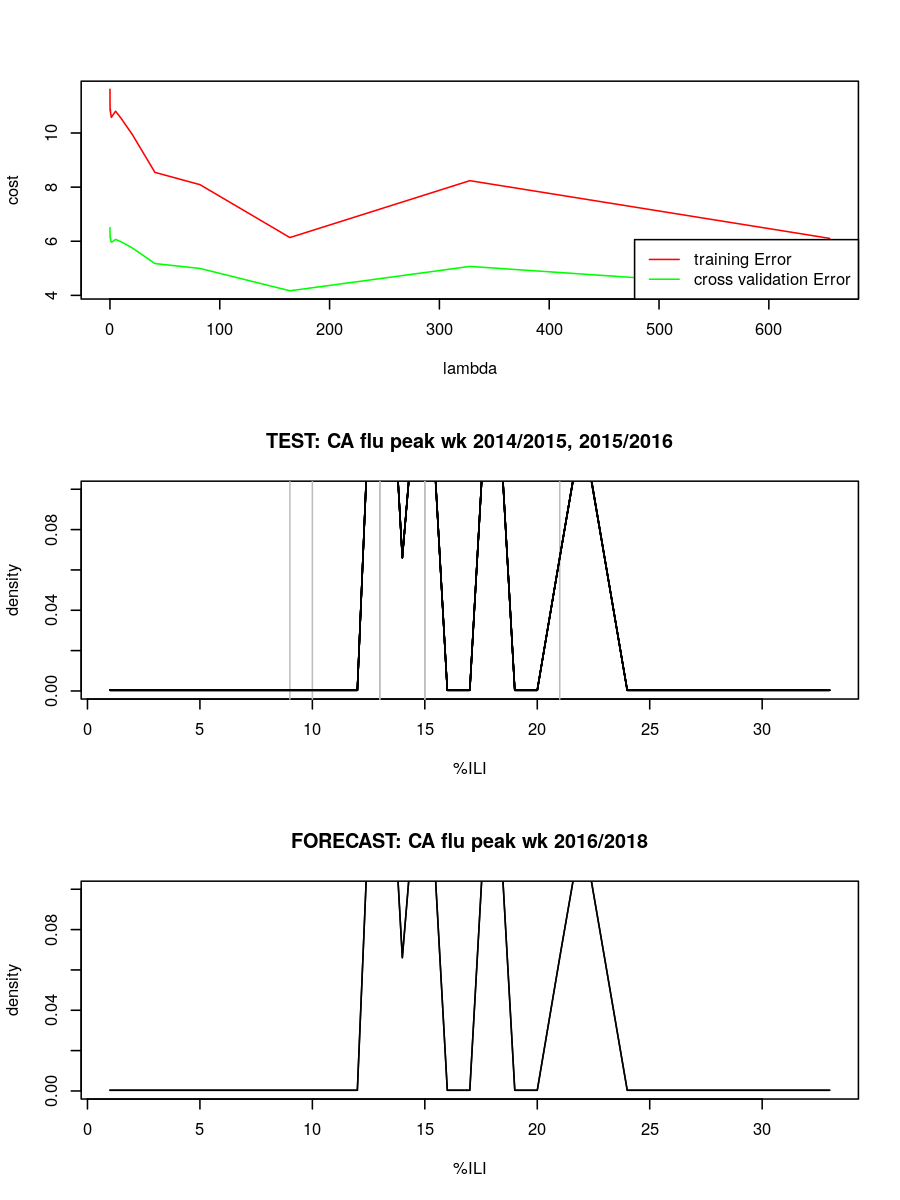 10
8
6
4
cost
training Error
cross validation Error
0 100 200 300 400 500 600
lambda
TEST: CA flu peak wk 2014/2015, 2015/2016
0.08
0.04
0.00
density
0 5 10 15 20 25 30
%ILI
FORECAST: CA flu peak wk 2016/2018
0.08
0.04
0.00
density
0 5 10 15 20 25 30
%ILI